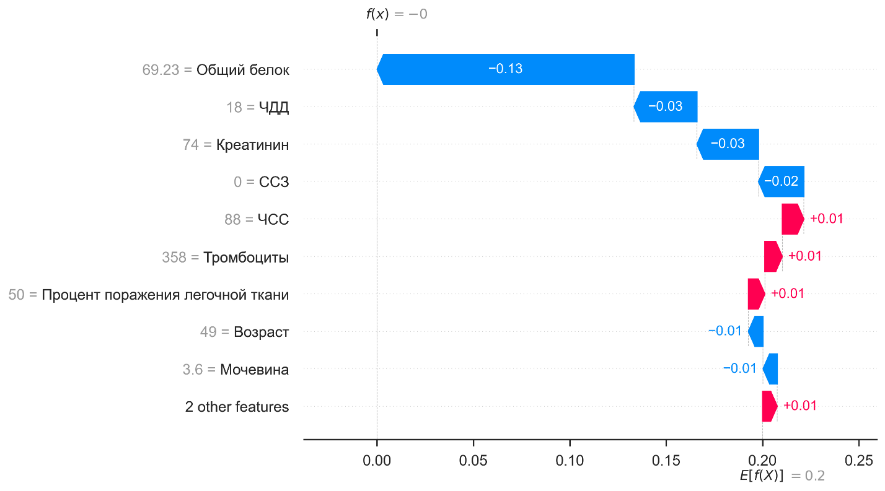 f(x) = −0
69.23 = Общий белок
−0.13
18 = ЧДД
−0.03
74 = Креатинин
−0.03
0 = ССЗ
−0.02
88 = ЧСС
+0.01
358 = Тромбоциты
+0.01
50 = Процент поражения легочной ткани
+0.01
49 = Возраст
−0.01
3.6 = Мочевина
−0.01
2 other features
+0.01
0.00 0.05 0.10 0.15 0.20 0.25
E[f(X)] = 0.2